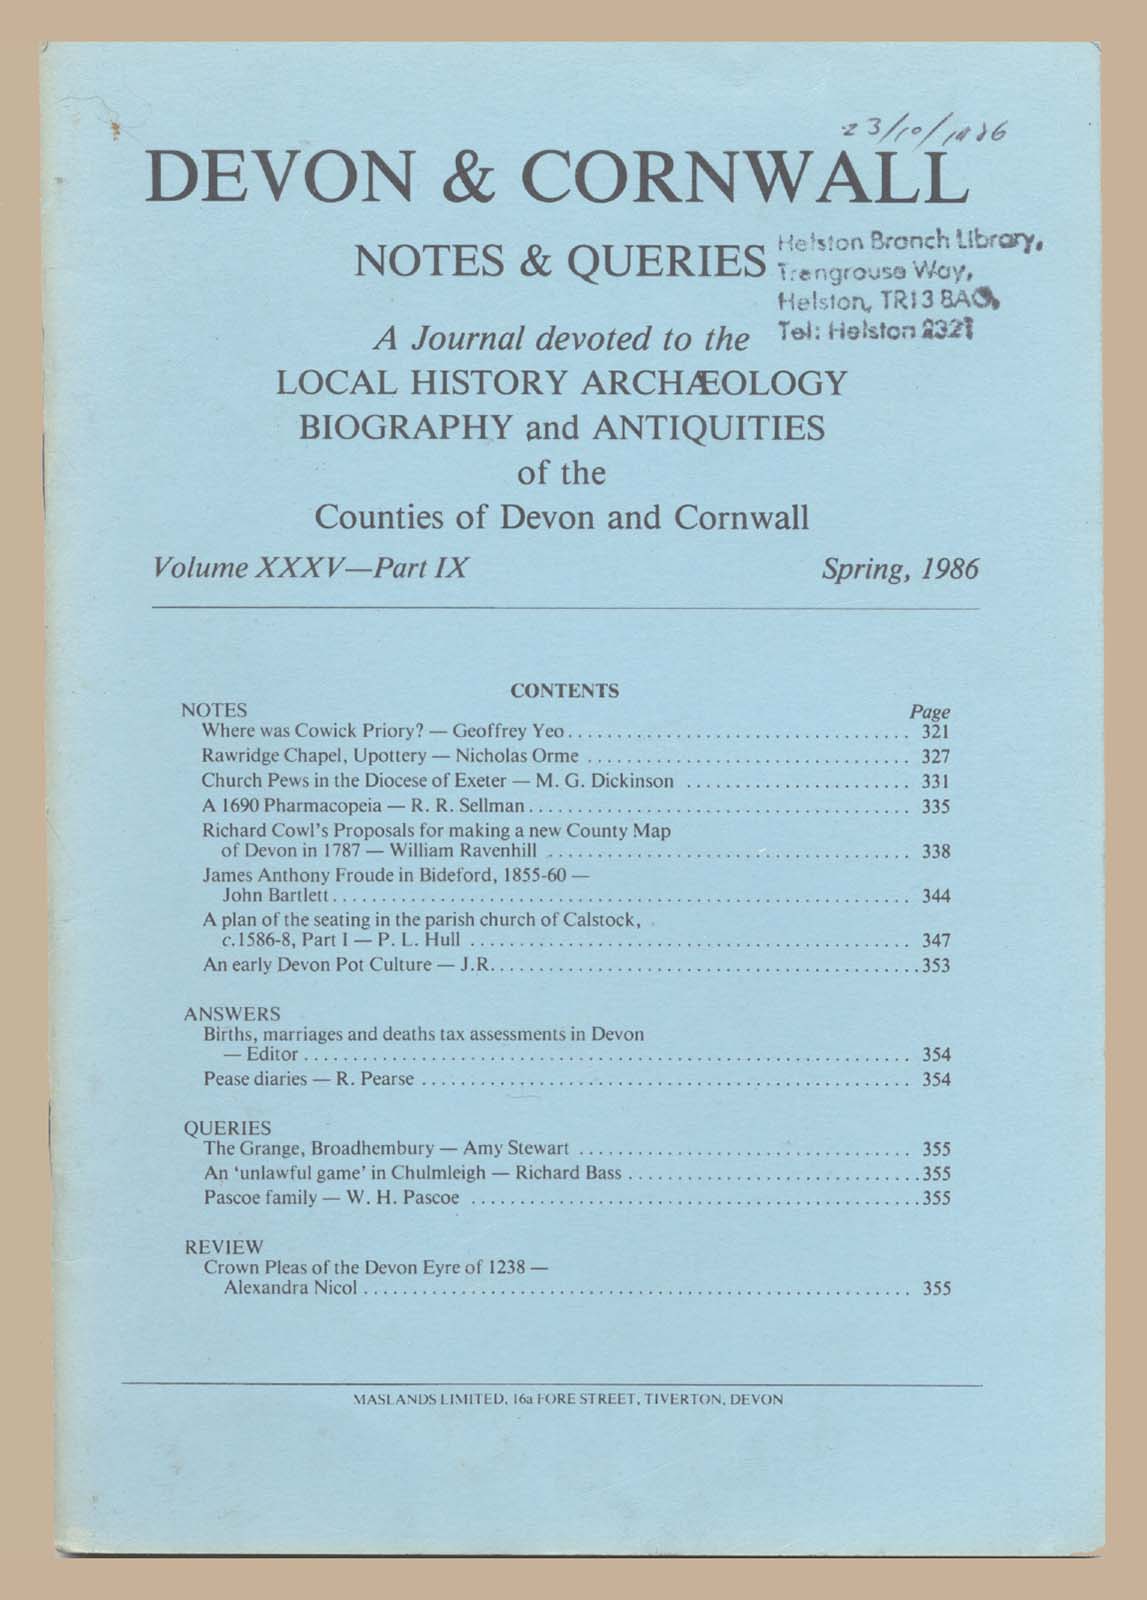 23/10/1986
DEVON & CORNWALL
NOTES & QUERIES
Helston Branch Library,
Trengrouse Way,
Helston, TR13 8AG,
Tel: Helston 2321
A Journal devoted to the
LOCAL HISTORY ARCHÆOLOGY
BIOGRAPHY and ANTIQUITIES
of the
Counties of Devon and Cornwall
Volume XXXV—Part IX Spring, 1986
CONTENTS
NOTES Page
Where was Cowick Priory? — Geoffrey Yeo 321
Rawridge Chapel, Upottery — Nicholas Orme 327
Church Pews in the Diocese of Exeter — M. G. Dickinson 331
A 1690 Pharmacopeia — R. R. Sellman 335
Richard Cowl's Proposals for making a new County Map
of Devon in 1787 — William Ravenhill 338
James Anthony Froude in Bideford, 1855-60 —
John Bartlett 344
A plan of the seating in the parish church of Calstock,
c.1586-8, Part I — P. L. Hull 347
An early Devon Pot Culture — J.R. 353
ANSWERS
Births, marriages and deaths tax assessments in Devon
— Editor 354
Pease diaries — R. Pearse 354
QUERIES
The Grange, Broadhembury — Amy Stewart 355
An 'unlawful game' in Chulmleigh — Richard Bass 355
Pascoe family — W. H. Pascoe 355
REVIEW
Crown Pleas of the Devon Eyre of 1238 —
Alexandra Nicol 355
MASLANDS LIMITED, 16a FORE STREET, TIVERTON, DEVON